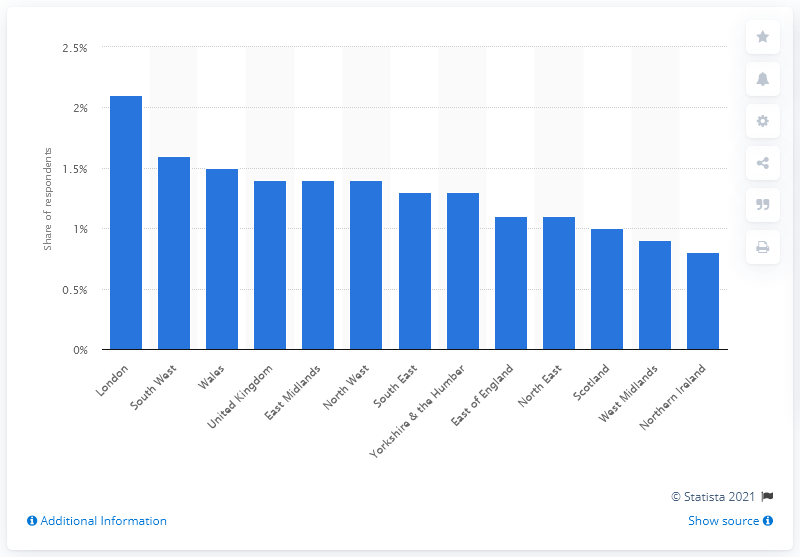 2.5%
2%
1.5%
1%
0.5%
0%
Share of respondents
London
South West
Wales
United Kingdom
East Midlands
North West
South East
Yorkshire & the Humber
East of England
North East
Scotland
West Midlands
Northern Ireland
© Statista 2021
Additional Information
Show source